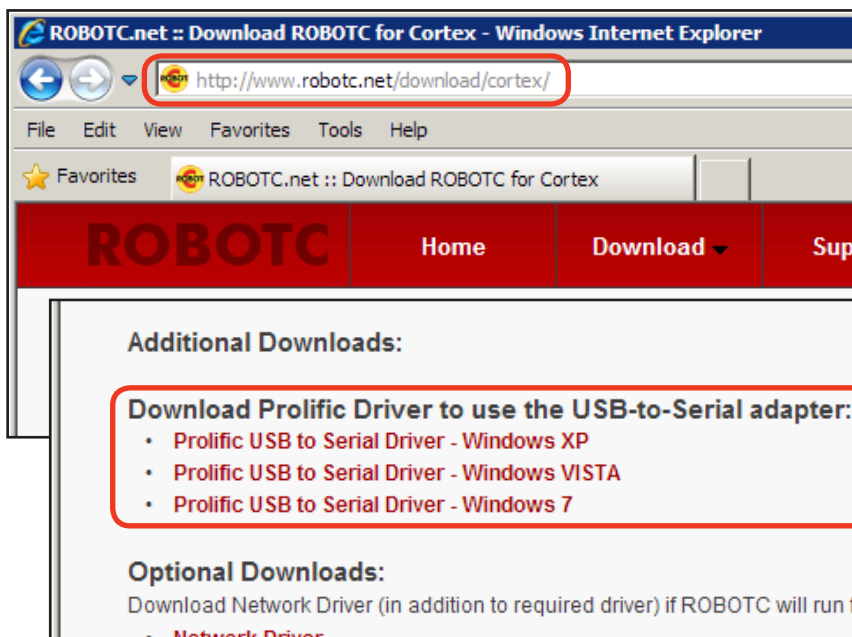 ROBOTC.net :: Download ROBOTC for Cortex - Windows Internet Explorer
http://www.robotc.net/download/cortex/
File Edit View Favorites Tools Help
Favorites ROBOTC.net :: Download ROBOTC for Cortex
ROBOTC Home Download Sup
Additional Downloads:
Download Prolific Driver to use the USB-to-Serial adapter:
• Prolific USB to Serial Driver - Windows XP
• Prolific USB to Serial Driver - Windows VISTA
• Prolific USB to Serial Driver - Windows 7
Optional Downloads:
Download Network Driver (in addition to required driver) if ROBOTC will run
• Network Driver